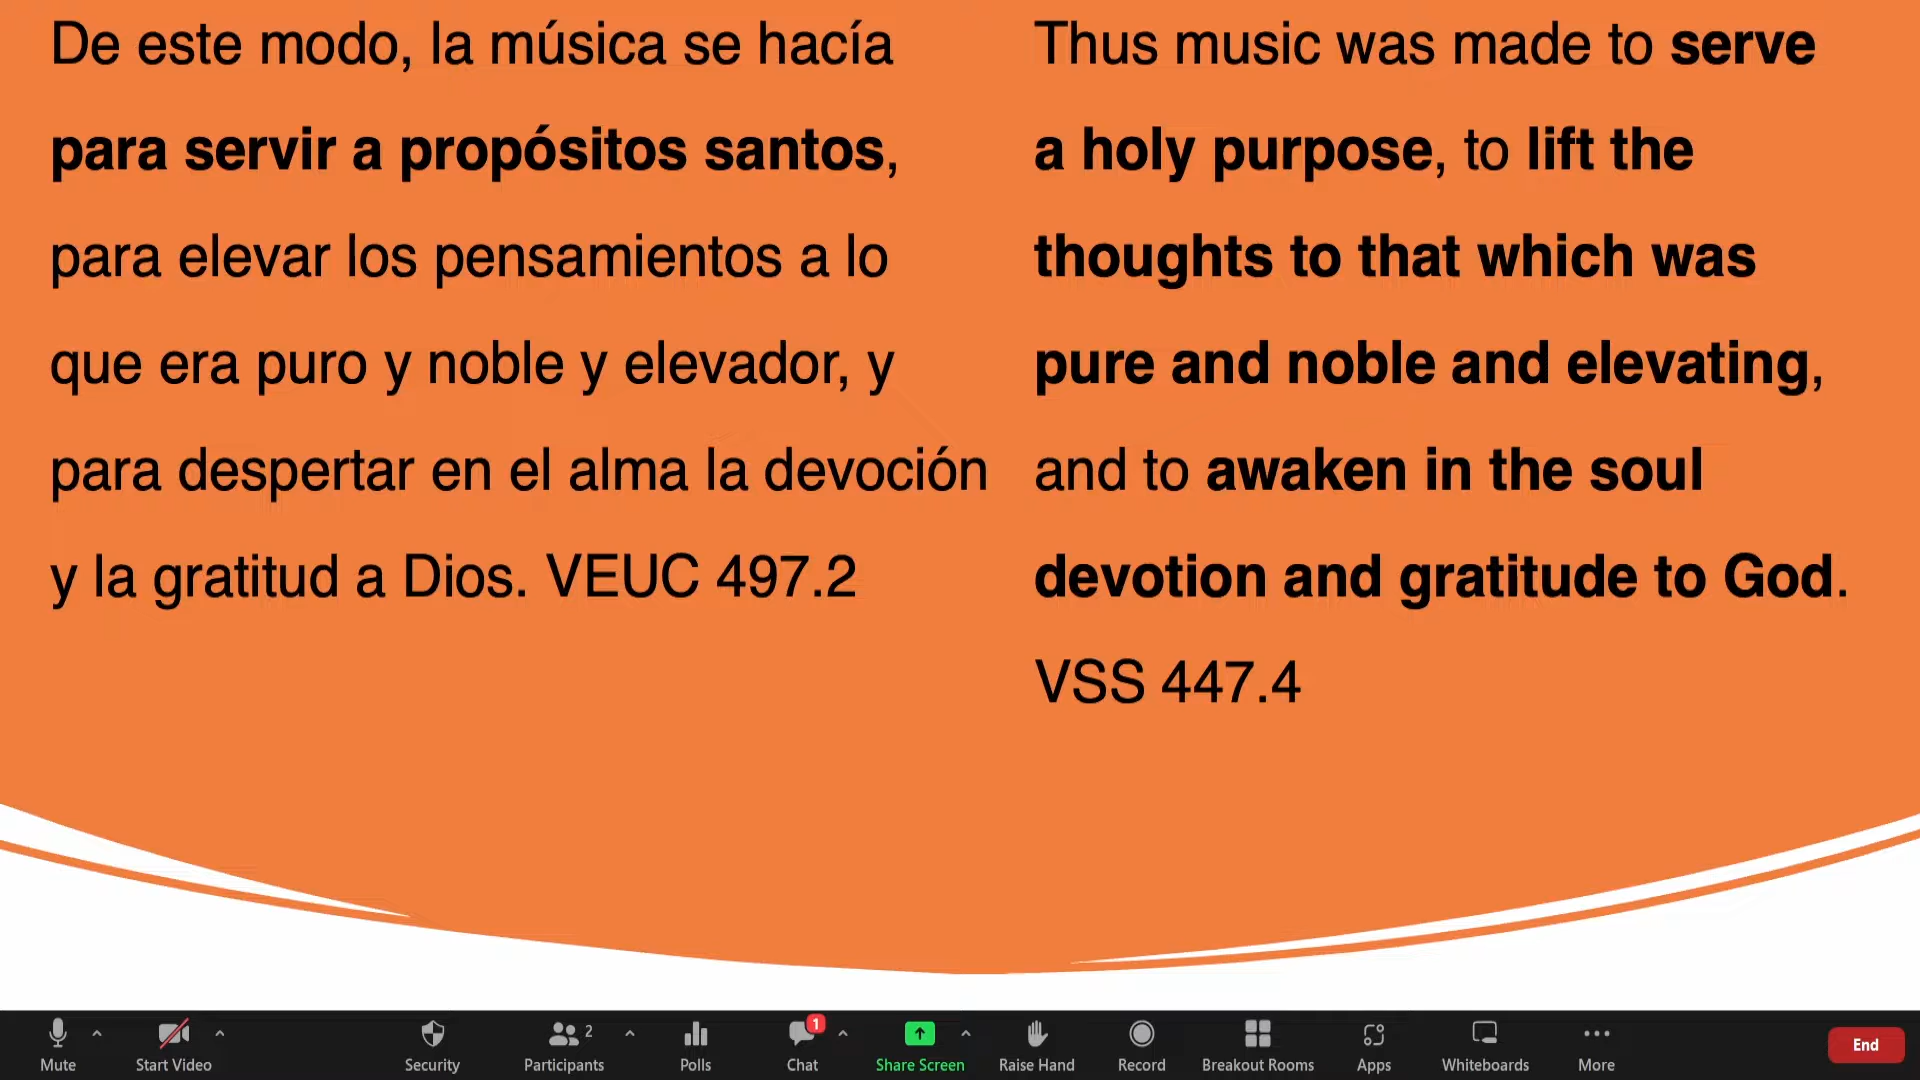 De este modo, la música se hacía
para servir a propósitos santos,
para elevar los pensamientos a lo
que era puro y noble y elevador, y
para despertar en el alma la devoción
y la gratitud a Dios. VEUC 497.2
Thus music was made to serve
a holy purpose, to lift the
thoughts to that which was
pure and noble and elevating,
and to awaken in the soul
devotion and gratitude to God.
VSS 447.4
Mute
Start Video
Security
2
Participants
Polls
1
Chat
Share Screen
Raise Hand
Record
Breakout Rooms
Apps
Whiteboards
More
End